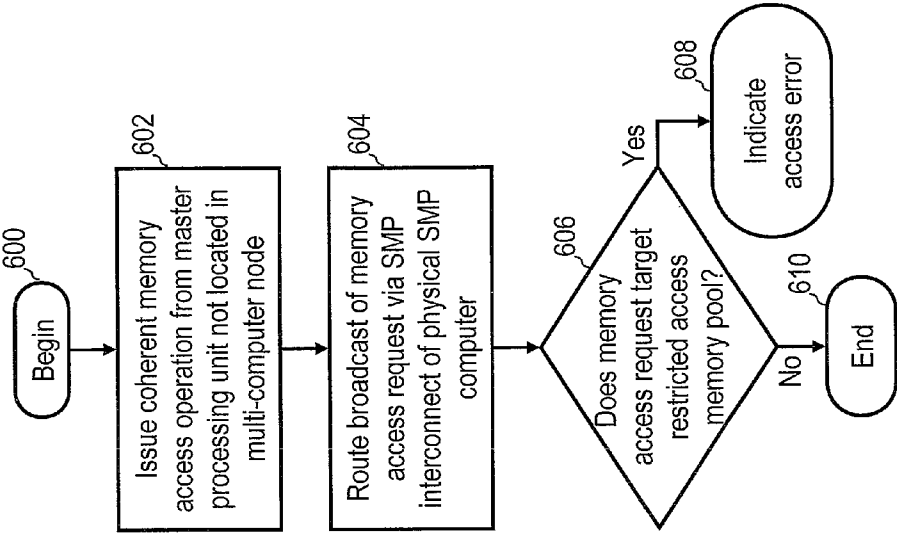 600
Begin
602
Issue coherent memory
access operation from master
processing unit not located in
multi-computer node
604
Route broadcast of memory
access request via SMP
interconnect of physical SMP
computer
606
Does memory
access request target
restricted access
memory pool?
Yes
608
Indicate
access error
No
610
End